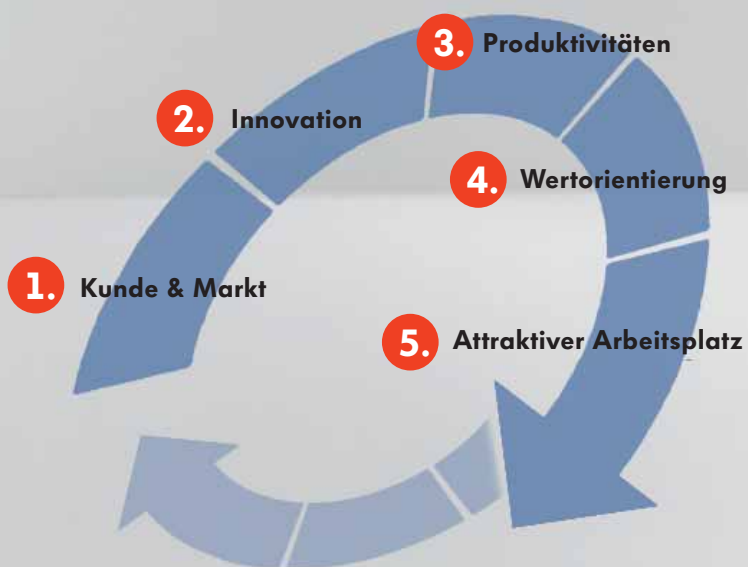 1. Kunde & Markt
2. Innovation
3. Produktivitäten
4. Wertorientierung
5. Attraktiver Arbeitsplatz